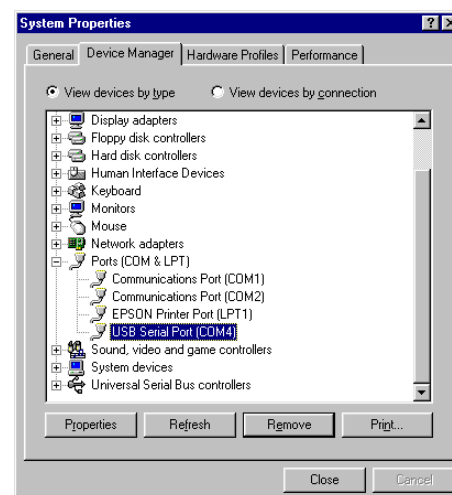 System Properties
General Device Manager Hardware Profiles Performance
View devices by type View devices by connection
Display adapters
Floppy disk controllers
Hard disk controllers
Human Interface Devices
Keyboard
Monitors
Mouse
Network adapters
Ports (COM & LPT)
Communications Port (COM1)
Communications Port (COM2)
EPSON Printer Port (LPT1)
USB Serial Port (COM4)
Sound, video and game controllers
System devices
Universal Serial Bus controllers
Properties Refresh Remove Print...
Close Cancel